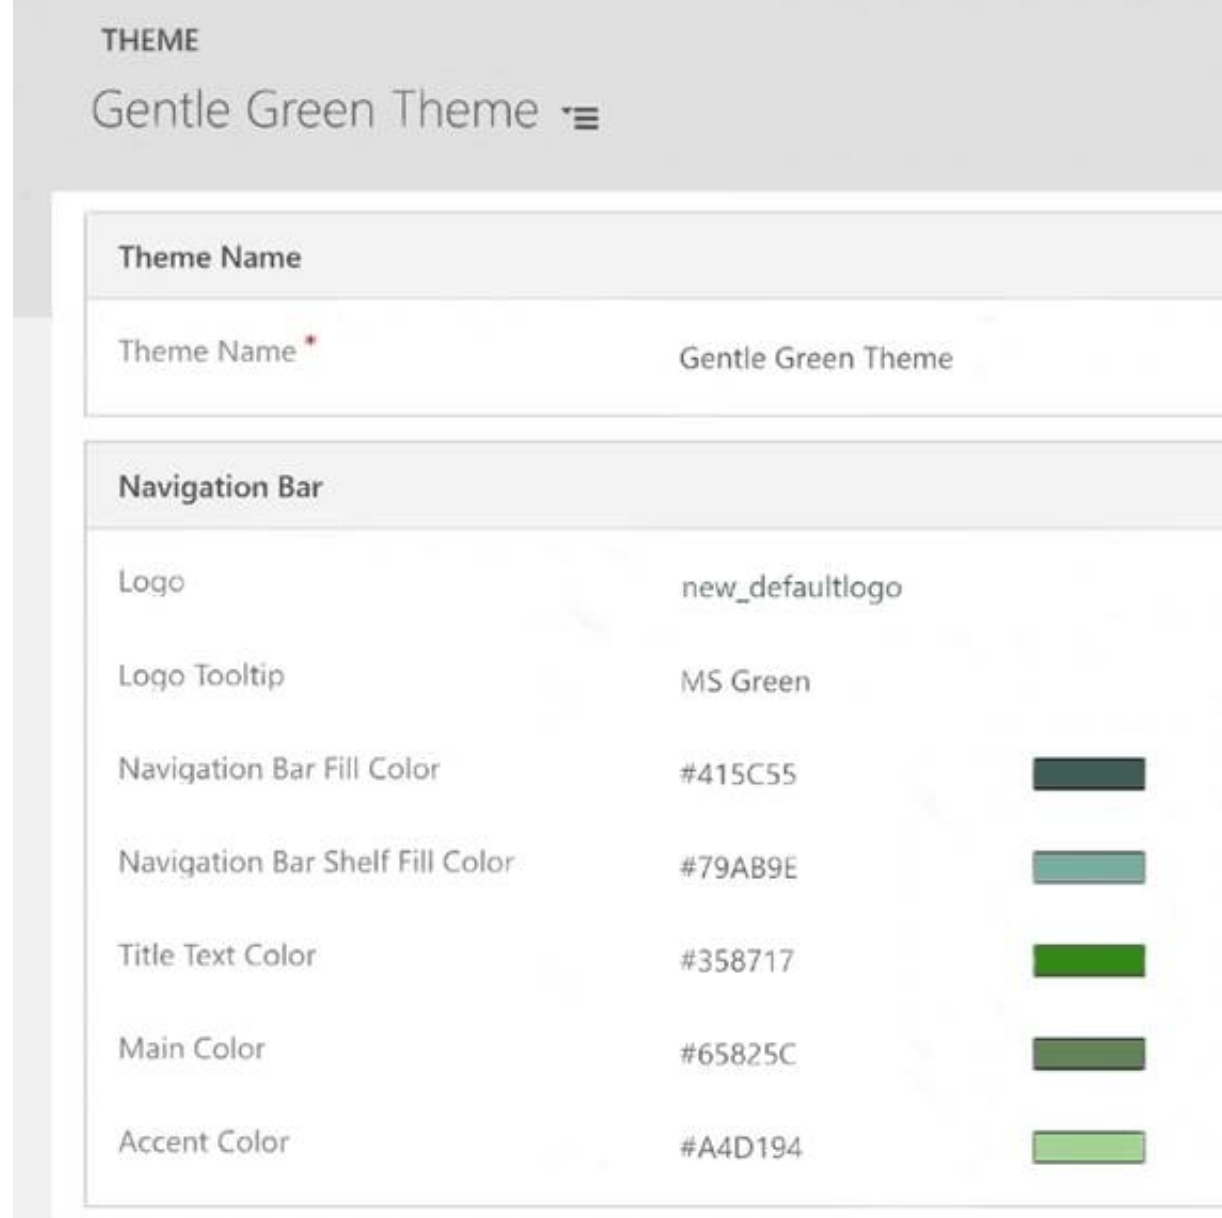 THEME
Gentle Green Theme
Theme Name
Theme Name * Gentle Green Theme
Navigation Bar
Logo new_defaultlogo
Logo Tooltip MS Green
Navigation Bar Fill Color #415C55
Navigation Bar Shelf Fill Color #79AB9E
Title Text Color #358717
Main Color #65825C
Accent Color #A4D194